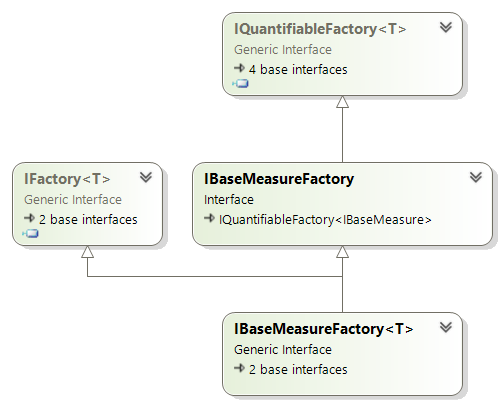 IQuantifiableFactory<T>
Generic Interface
4 base interfaces
IFactory<T>
Generic Interface
2 base interfaces
IBaseMeasureFactory
Interface
IQuantifiableFactory<IBaseMeasure>
IBaseMeasureFactory<T>
Generic Interface
2 base interfaces